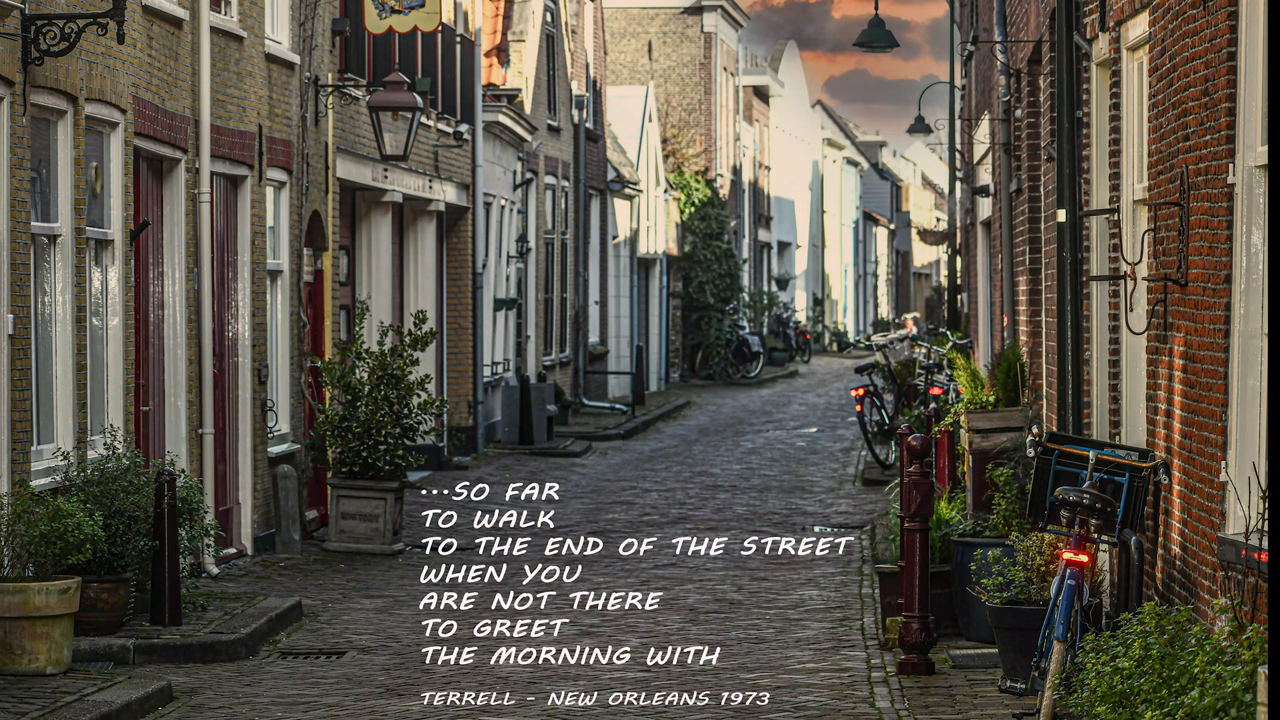 ...SO FAR
TO WALK
TO THE END OF THE STREET
WHEN YOU
ARE NOT THERE
TO GREET
THE MORNING WITH
TERRELL - NEW ORLEANS 1973